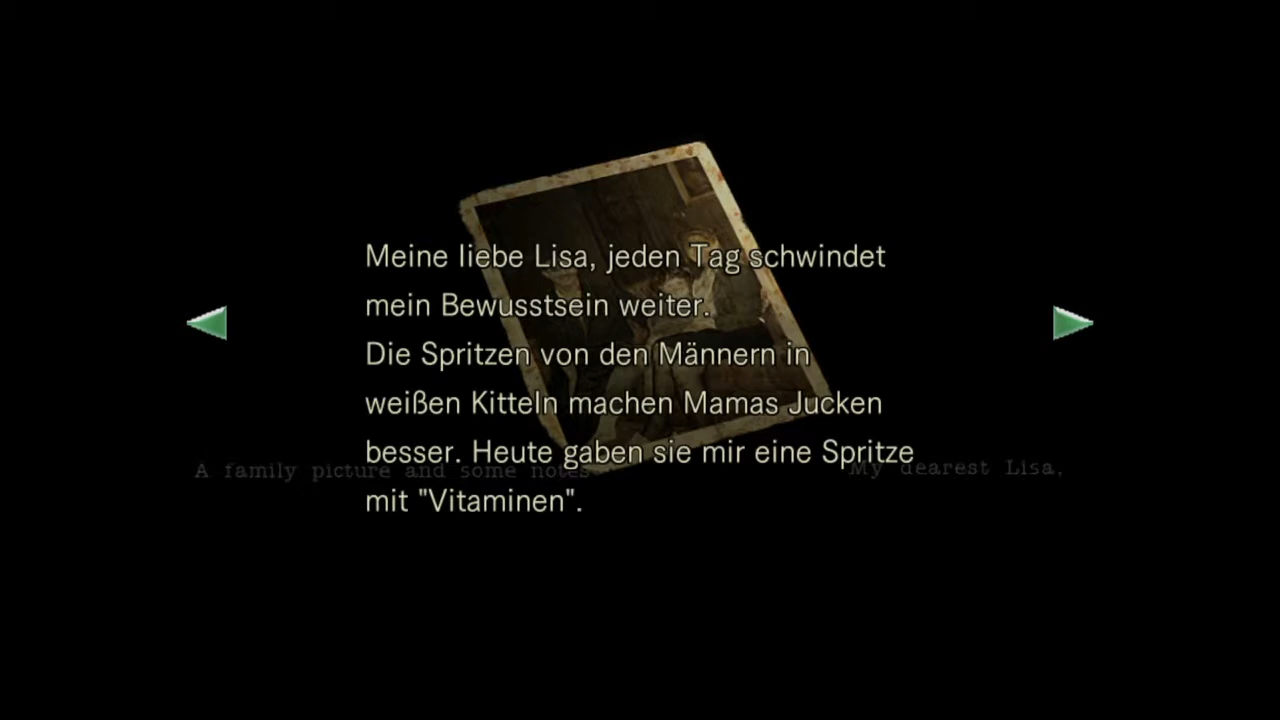 Meine liebe Lisa, jeden Tag schwindet
mein Bewusstsein weiter.
Die Spritzen von den Männern in
weißen Kitteln machen Mamas Jucken
besser. Heute gaben sie mir eine Spritze
mit "Vitaminen".
A family picture and some notes
My dearest Lisa,